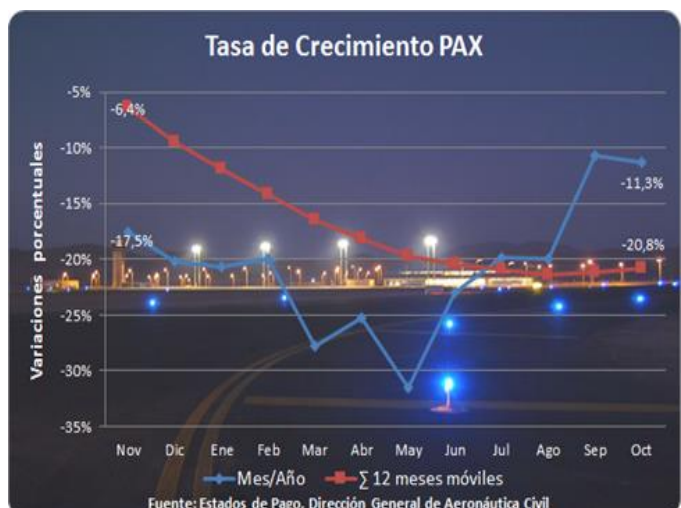 Tasa de Crecimiento PAX
Variaciones porcentuales
-5%
-10%
-15%
-20%
-25%
-30%
-35%
-6,4%
-17,5%
-11,3%
-20,8%
Nov Dic Ene Feb Mar Abr May Jun Jul Ago Sep Oct
Mes/Año ∑ 12 meses móviles
Fuente: Estados de Pago, Dirección General de Aeronáutica Civil